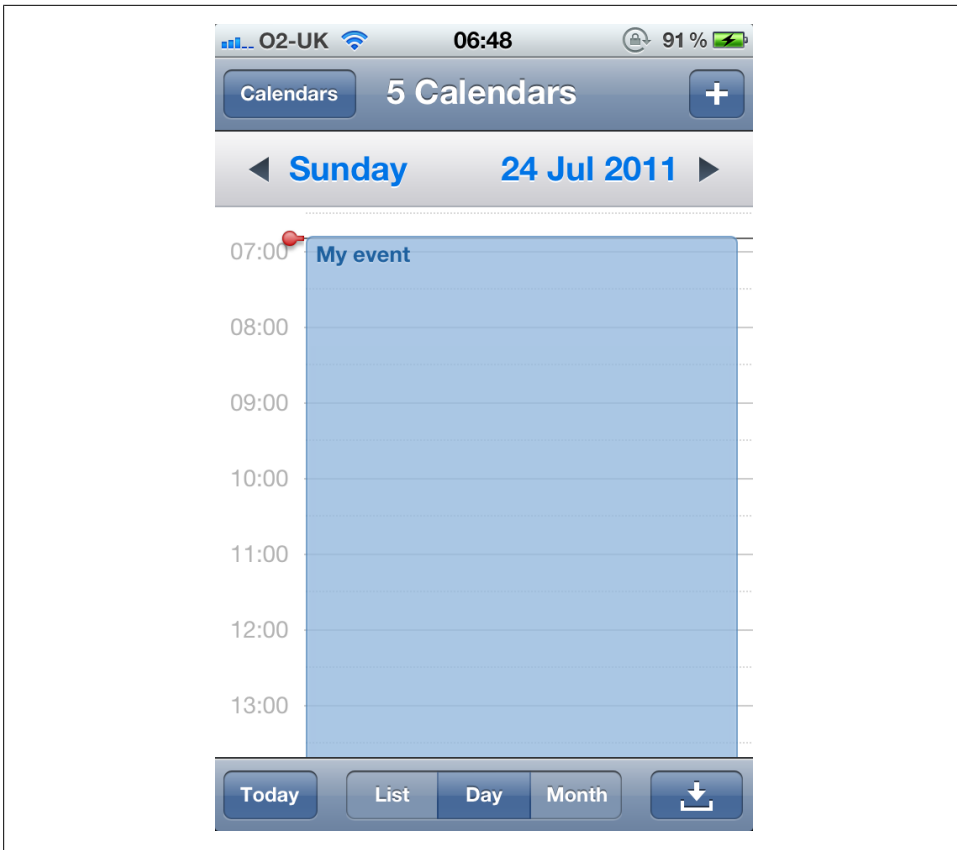 O2-UK 06:48 91 %
Calendars 5 Calendars +
Sunday 24 Jul 2011
07:00 My event
08:00
09:00
10:00
11:00
12:00
13:00
Today List Day Month